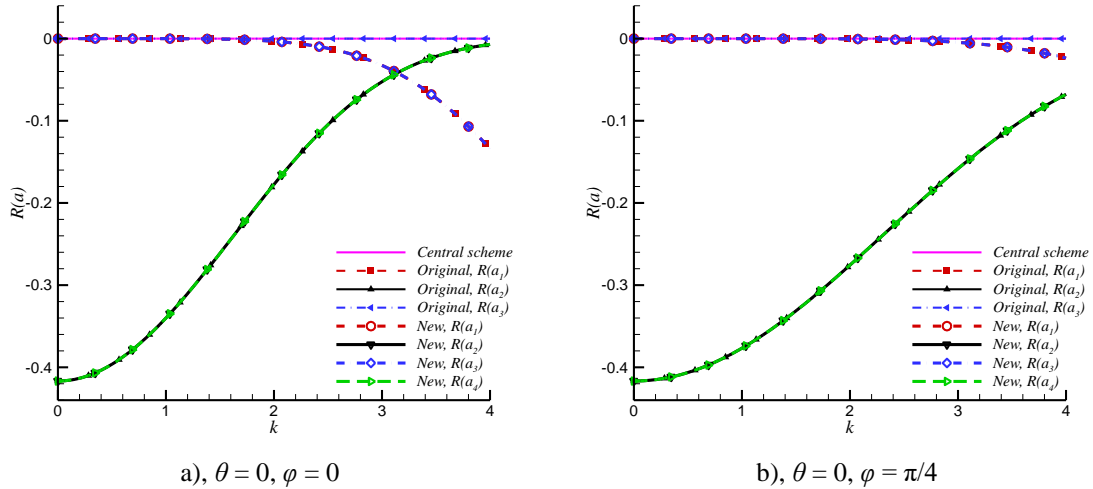 0
-0.1
-0.2
-0.3
-0.4
R(a)
0 1 2 3 4
k
Central scheme
Original, R(a₁)
Original, R(a₂)
Original, R(a₃)
New, R(a₁)
New, R(a₂)
New, R(a₃)
New, R(a₄)
a), θ = 0, φ = 0
0
-0.1
-0.2
-0.3
-0.4
R(a)
0 1 2 3 4
k
Central scheme
Original, R(a₁)
Original, R(a₂)
Original, R(a₃)
New, R(a₁)
New, R(a₂)
New, R(a₃)
New, R(a₄)
b), θ = 0, φ = π/4